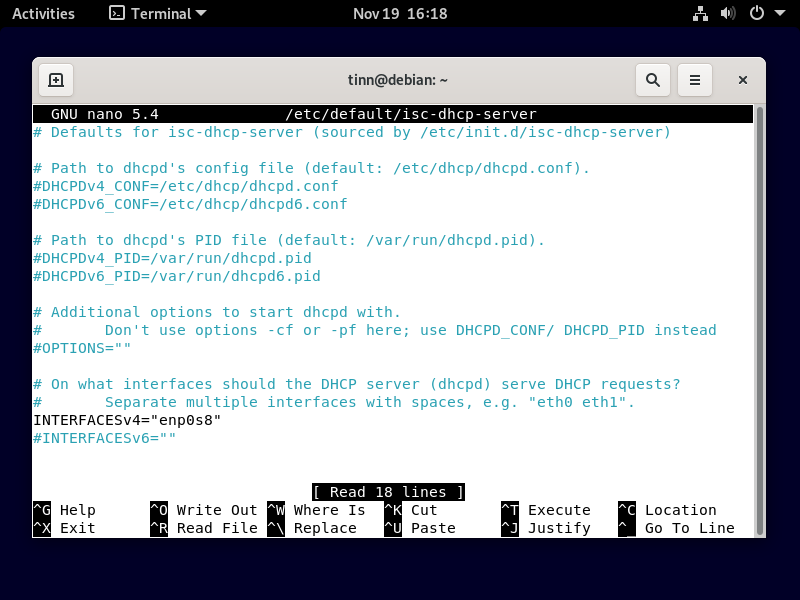 Activities Terminal Nov 19 16:18
tinn@debian: ~
GNU nano 5.4 /etc/default/isc-dhcp-server
# Defaults for isc-dhcp-server (sourced by /etc/init.d/isc-dhcp-server)

# Path to dhcpd's config file (default: /etc/dhcp/dhcpd.conf).
#DHCPDv4_CONF=/etc/dhcp/dhcpd.conf
#DHCPDv6_CONF=/etc/dhcp/dhcpd6.conf

# Path to dhcpd's PID file (default: /var/run/dhcpd.pid).
#DHCPDv4_PID=/var/run/dhcpd.pid
#DHCPDv6_PID=/var/run/dhcpd6.pid

# Additional options to start dhcpd with.
#       Don't use options -cf or -pf here; use DHCPD_CONF/ DHCPD_PID instead
#OPTIONS=""

# On what interfaces should the DHCP server (dhcpd) serve DHCP requests?
#       Separate multiple interfaces with spaces, e.g. "eth0 eth1".
INTERFACESv4="enp0s8"
#INTERFACESv6=""

[ Read 18 lines ]
^G Help ^O Write Out ^W Where Is ^K Cut ^T Execute ^C Location
^X Exit ^R Read File ^\ Replace ^U Paste ^J Justify ^_ Go To Line